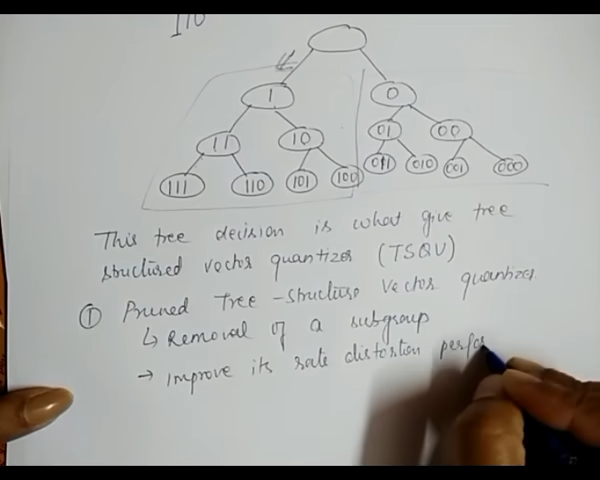 110
1 0
11 10 01 00
111 110 101 100 011 010 001 000
This tree decision is what give tree
structured vector quantizer (TSQV)
① Pruned Tree-structure vector quantizer
↳ Removal of a subgroup
→ improve its rate distortion perfo